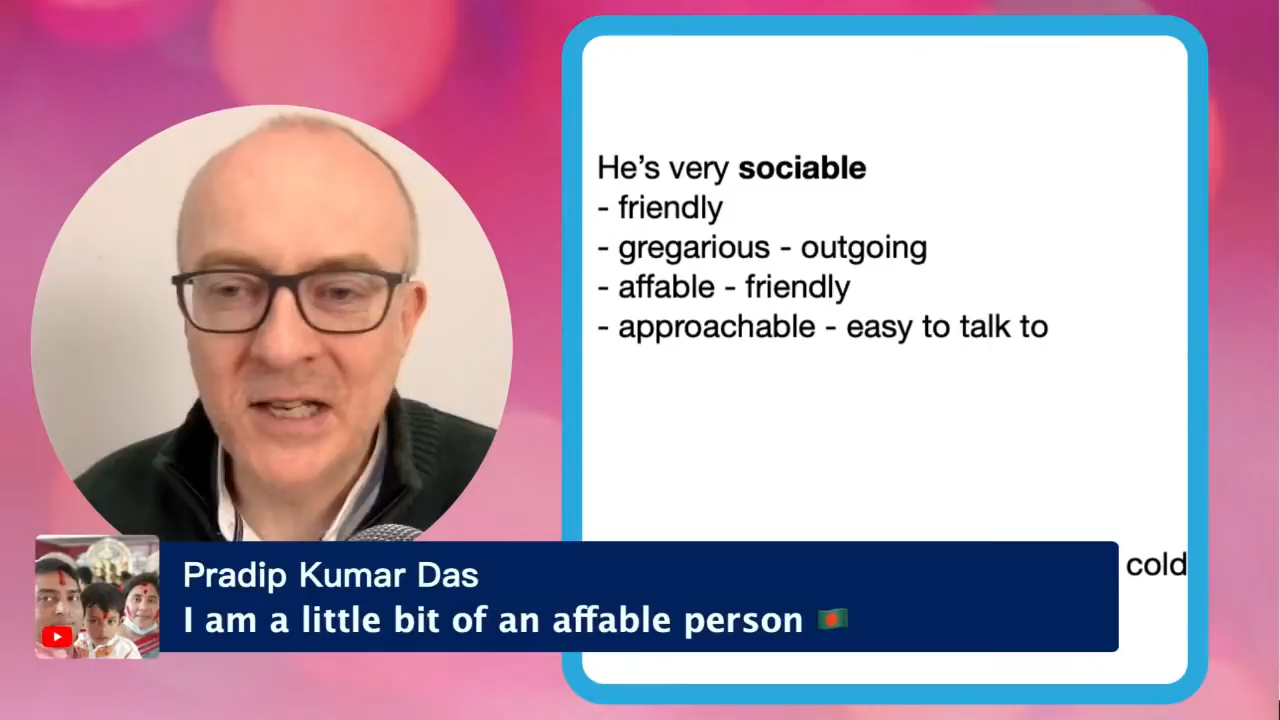 He's very sociable
- friendly
- gregarious - outgoing
- affable - friendly
- approachable - easy to talk to
cold
Pradip Kumar Das
I am a little bit of an affable person 🇧🇩